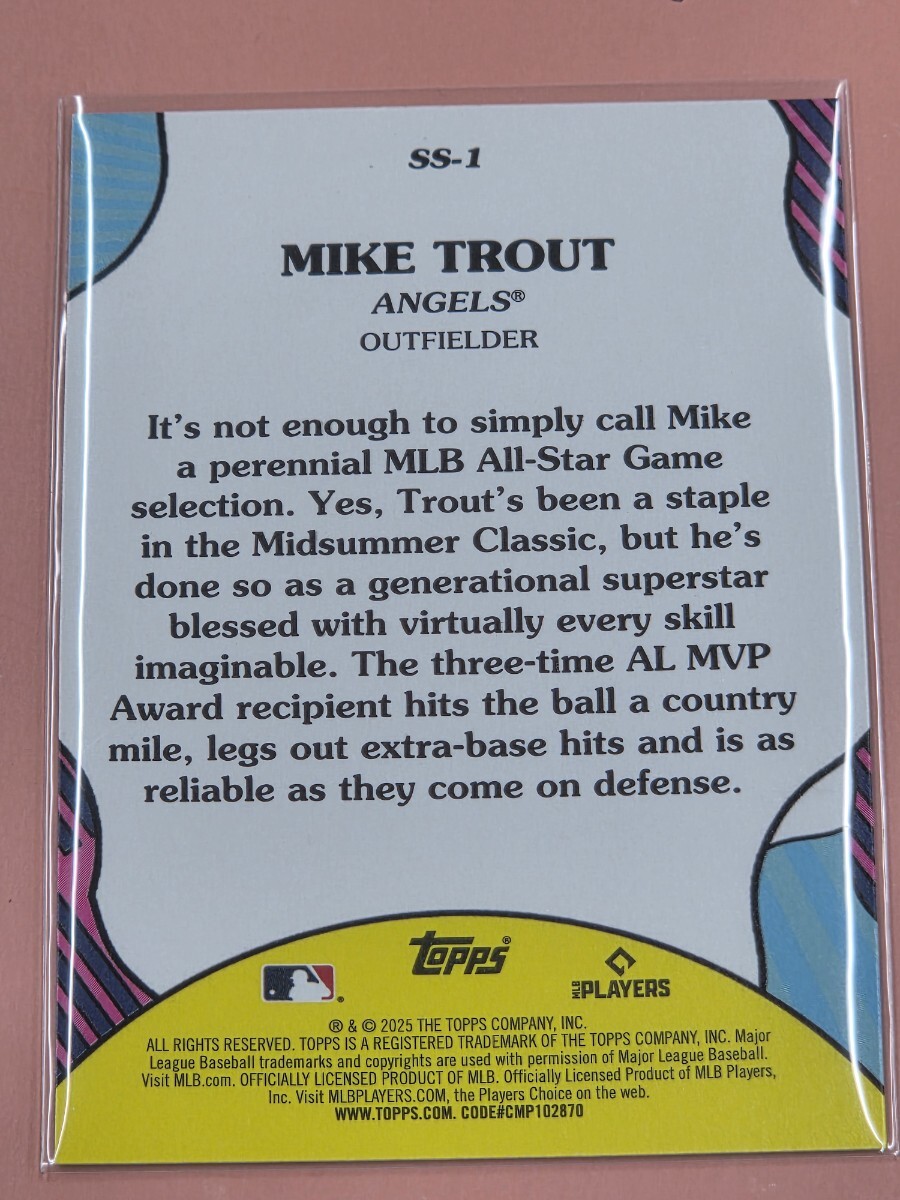 SS-1
MIKE TROUT
ANGELS®
OUTFIELDER
It's not enough to simply call Mike
a perennial MLB All-Star Game
selection. Yes, Trout's been a staple
in the Midsummer Classic, but he's
done so as a generational superstar
blessed with virtually every skill
imaginable. The three-time AL MVP
Award recipient hits the ball a country
mile, legs out extra-base hits and is as
reliable as they come on defense.
topps®
MLB PLAYERS
® & © 2025 THE TOPPS COMPANY, INC.
ALL RIGHTS RESERVED. TOPPS IS A REGISTERED TRADEMARK OF THE TOPPS COMPANY, INC. Major
League Baseball trademarks and copyrights are used with permission of Major League Baseball.
Visit MLB.com. OFFICIALLY LICENSED PRODUCT OF MLB. Officially Licensed Product of MLB Players,
Inc. Visit MLBPLAYERS.COM, the Players Choice on the web.
WWW.TOPPS.COM. CODE#CMP102870